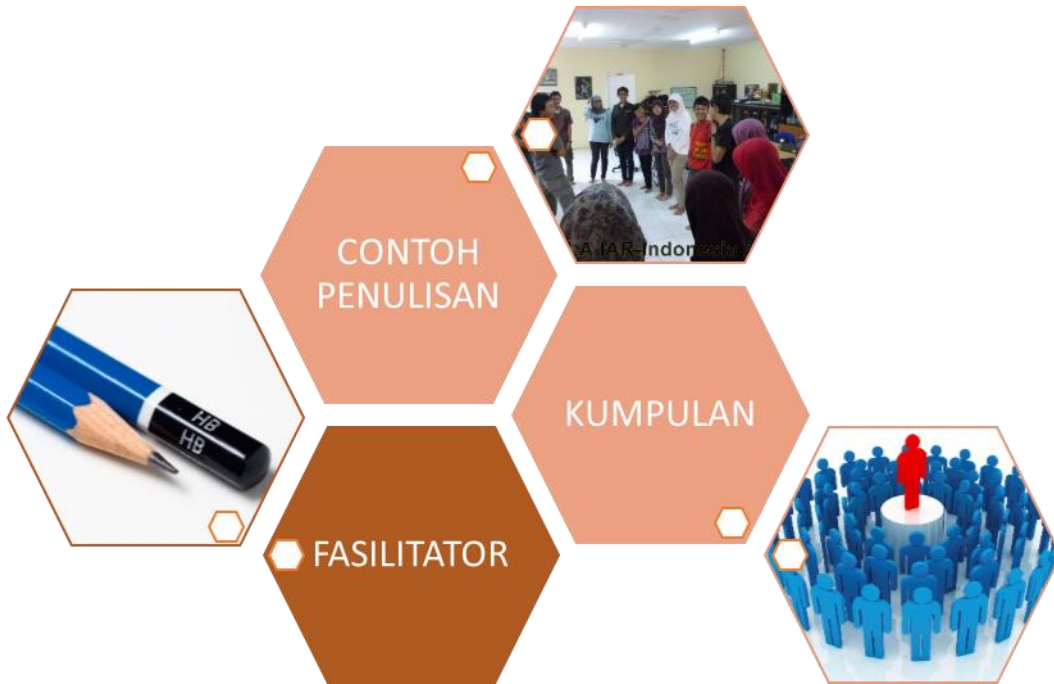 CONTOH
PENULISAN
KUMPULAN
FASILITATOR
HB
HB